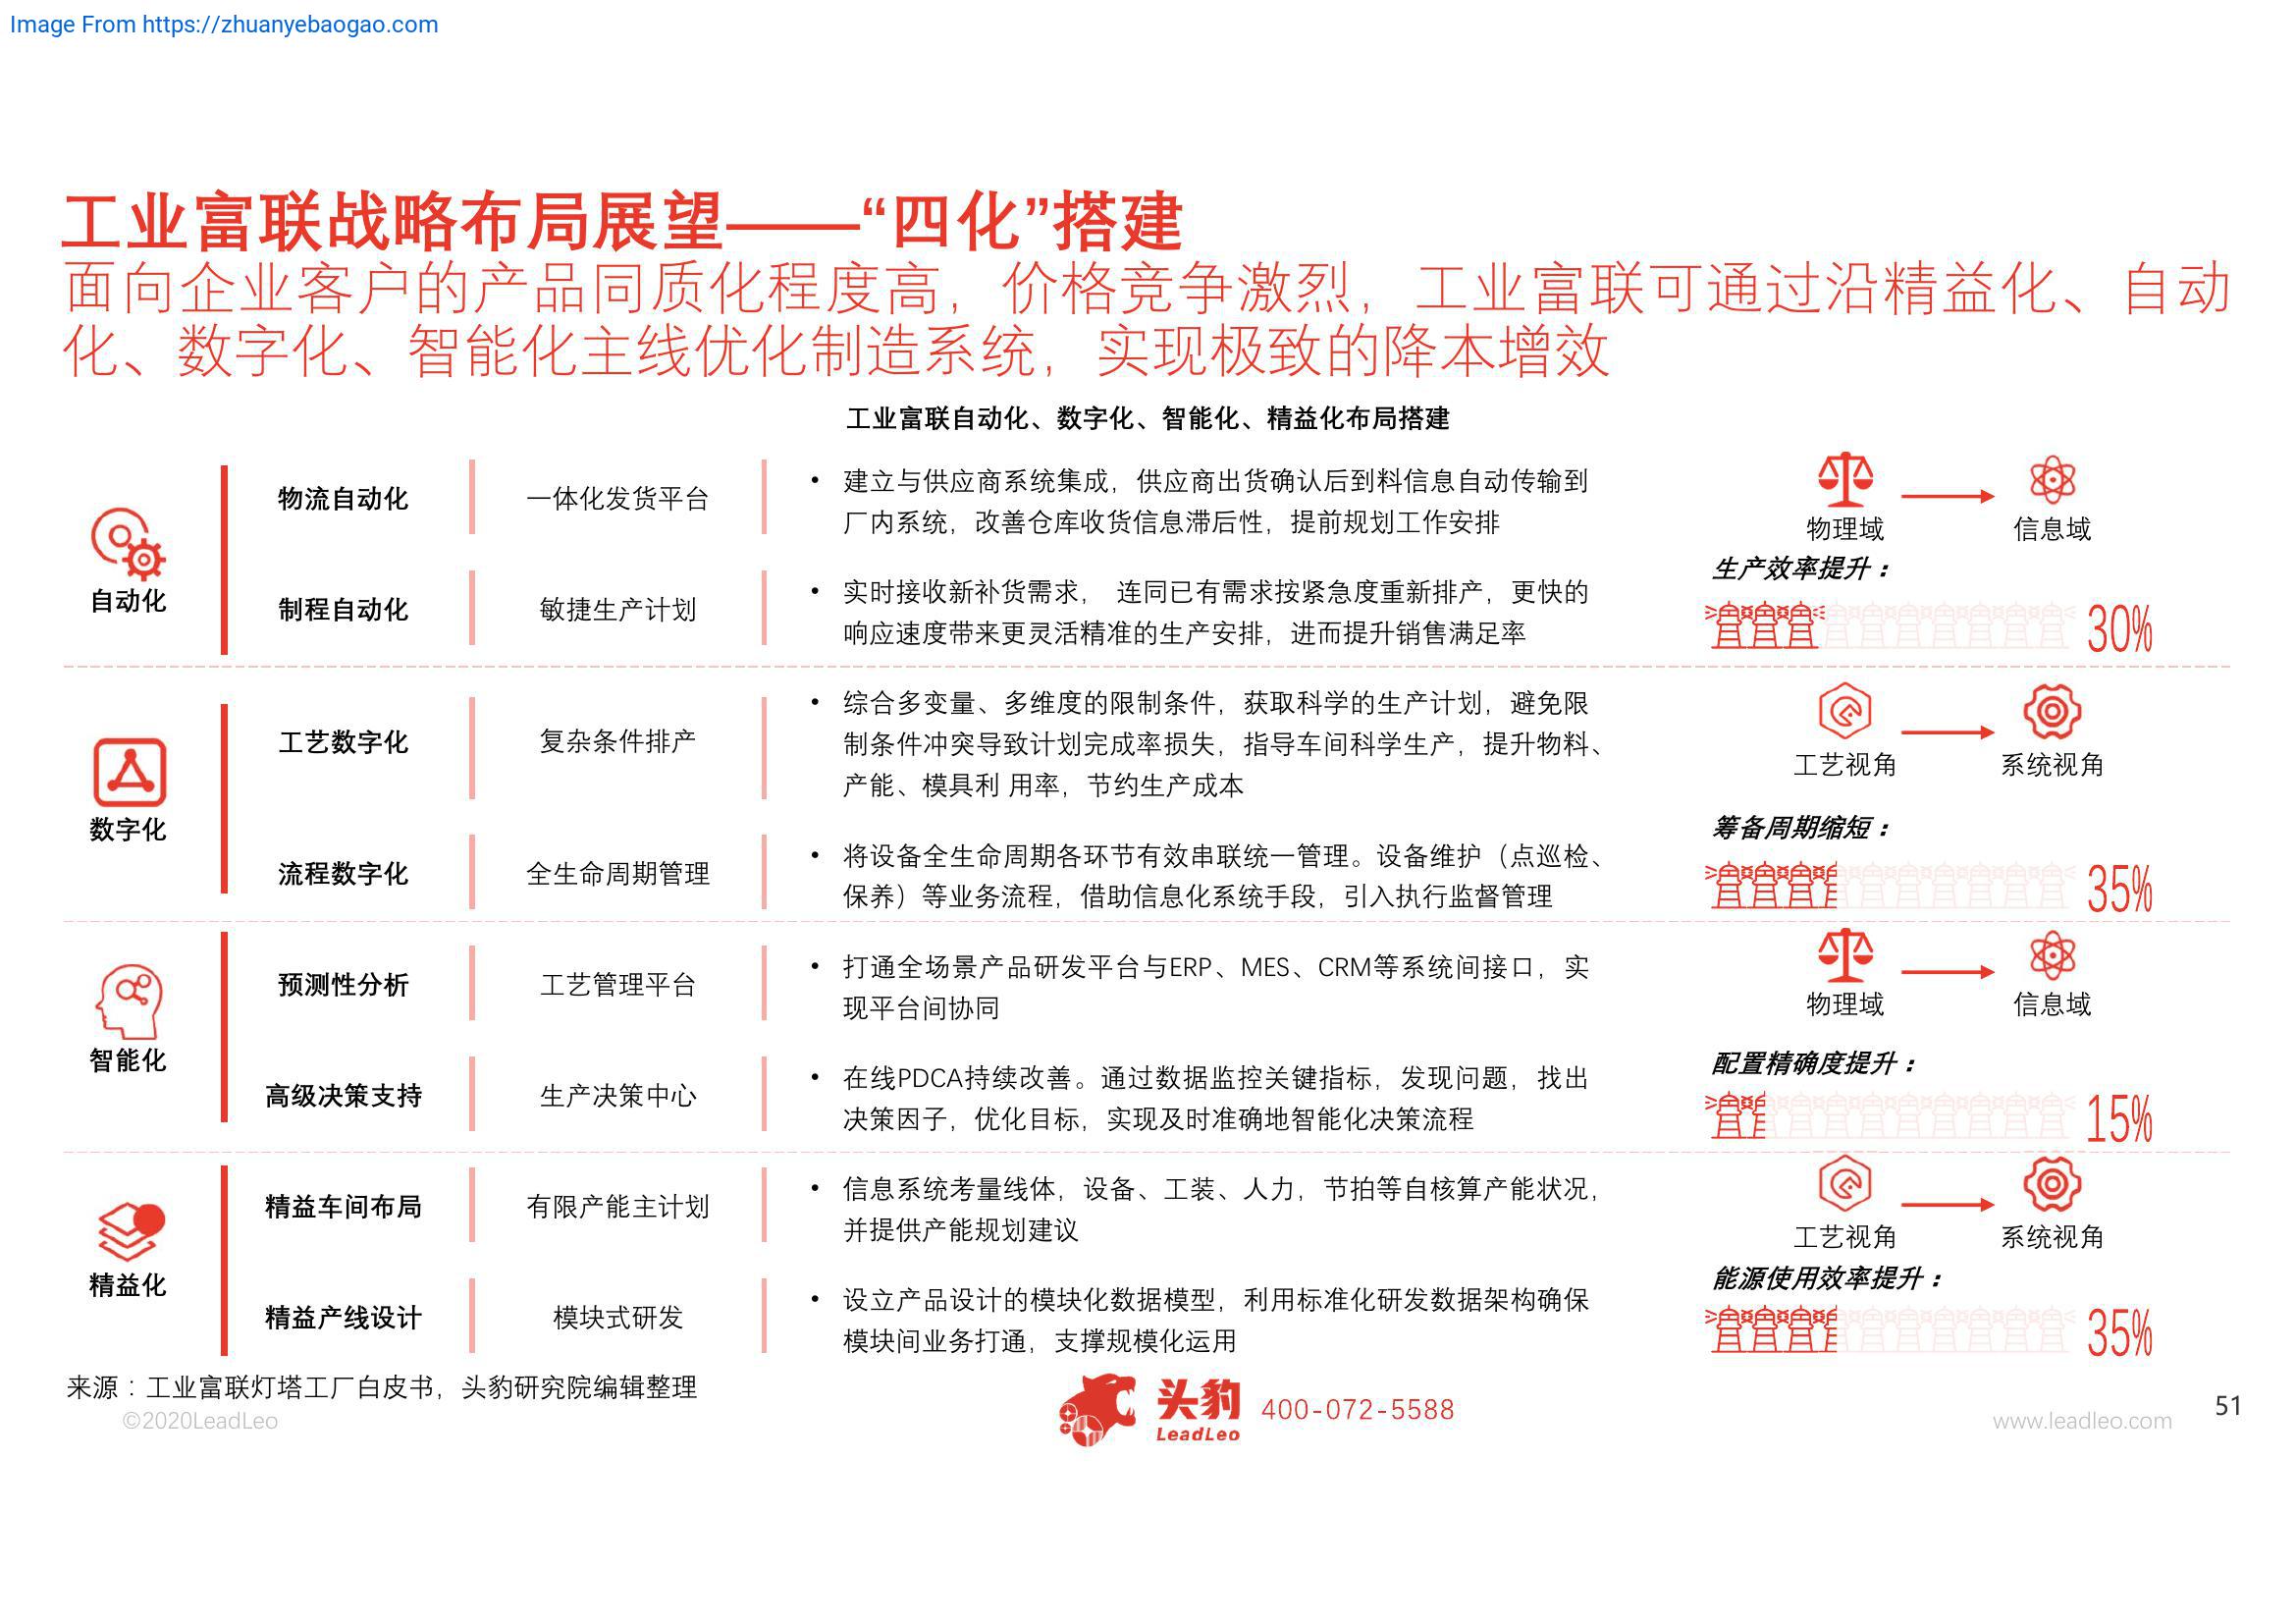 Image From https://zhuanyebaogao.com
工业富联战略布局展望——“四化”搭建
面向企业客户的产品同质化程度高，价格竞争激烈，工业富联可通过沿精益化、自动
化、数字化、智能化主线优化制造系统，实现极致的降本增效
工业富联自动化、数字化、智能化、精益化布局搭建
自动化
物流自动化
一体化发货平台
• 建立与供应商系统集成，供应商出货确认后到料信息自动传输到
厂内系统，改善仓库收货信息滞后性，提前规划工作安排
制程自动化
敏捷生产计划
• 实时接收新补货需求， 连同已有需求按紧急度重新排产，更快的
响应速度带来更灵活精准的生产安排，进而提升销售满足率
物理域
信息域
生产效率提升：
30%
数字化
工艺数字化
复杂条件排产
• 综合多变量、多维度的限制条件，获取科学的生产计划，避免限
制条件冲突导致计划完成率损失，指导车间科学生产，提升物料、
产能、模具利 用率，节约生产成本
流程数字化
全生命周期管理
• 将设备全生命周期各环节有效串联统一管理。设备维护（点巡检、
保养）等业务流程，借助信息化系统手段，引入执行监督管理
工艺视角
系统视角
筹备周期缩短：
35%
智能化
预测性分析
工艺管理平台
• 打通全场景产品研发平台与ERP、MES、CRM等系统间接口，实
现平台间协同
高级决策支持
生产决策中心
• 在线PDCA持续改善。通过数据监控关键指标，发现问题，找出
决策因子，优化目标，实现及时准确地智能化决策流程
物理域
信息域
配置精确度提升：
15%
精益化
精益车间布局
有限产能主计划
• 信息系统考量线体，设备、工装、人力，节拍等自核算产能状况，
并提供产能规划建议
精益产线设计
模块式研发
• 设立产品设计的模块化数据模型，利用标准化研发数据架构确保
模块间业务打通，支撑规模化运用
工艺视角
系统视角
能源使用效率提升：
35%
来源：工业富联灯塔工厂白皮书，头豹研究院编辑整理
©2020LeadLeo
头豹
LeadLeo
400-072-5588
www.leadleo.com
51